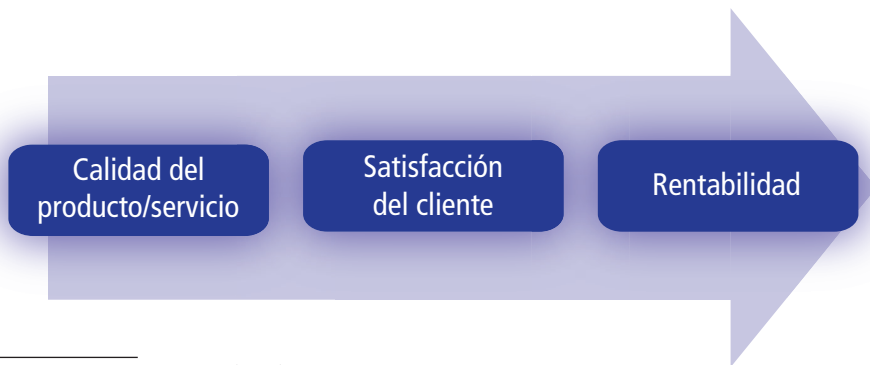 Calidad del
producto/servicio
Satisfacción
del cliente
Rentabilidad